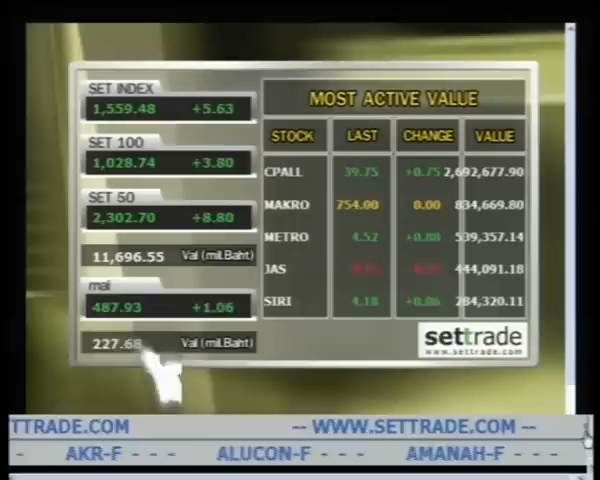 SET INDEX
1,559.48 +5.63
SET 100
1,028.74 +3.80
SET 50
2,302.70 +8.80
11,696.55 Val (mil.Baht)
mai
487.93 +1.06
227.68 Val (mil.Baht)
MOST ACTIVE VALUE
STOCK LAST CHANGE VALUE
CPALL 39.75 +0.75 2,692,677.90
MAKRO 754.00 0.00 834,669.80
METRO 4.52 539,357.14
JAS 444,091.18
SIRI 4.18 +0.06 284,320.11
settrade
www.settrade.com
TTRADE.COM -- WWW.SETTRADE.COM --
- AKR-F - - - ALUCON-F - - - AMANAH-F - - -